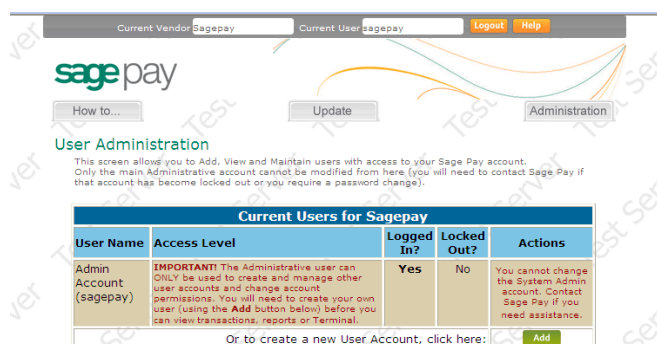 Current Vendor Sagepay Current User sagepay Logout Help
sage pay
How to... Update Administration
User Administration
This screen allows you to Add, View and Maintain users with access to your Sage Pay account.
Only the main Administrative account cannot be modified from here (you will need to contact Sage Pay if
that account has become locked out or you require a password change).
Current Users for Sagepay
User Name Access Level Logged In? Locked Out? Actions
Admin
Account
(sagepay)
IMPORTANT! The Administrative user can
ONLY be used to create and manage other
user accounts and change account
permissions. You will need to create your own
user (using the Add button below) before you
can view transactions, reports or Terminal.
Yes
No
You cannot change
the System Admin
account. Contact
Sage Pay if you
need assistance.
Or to create a new User Account, click here: Add
Test Server